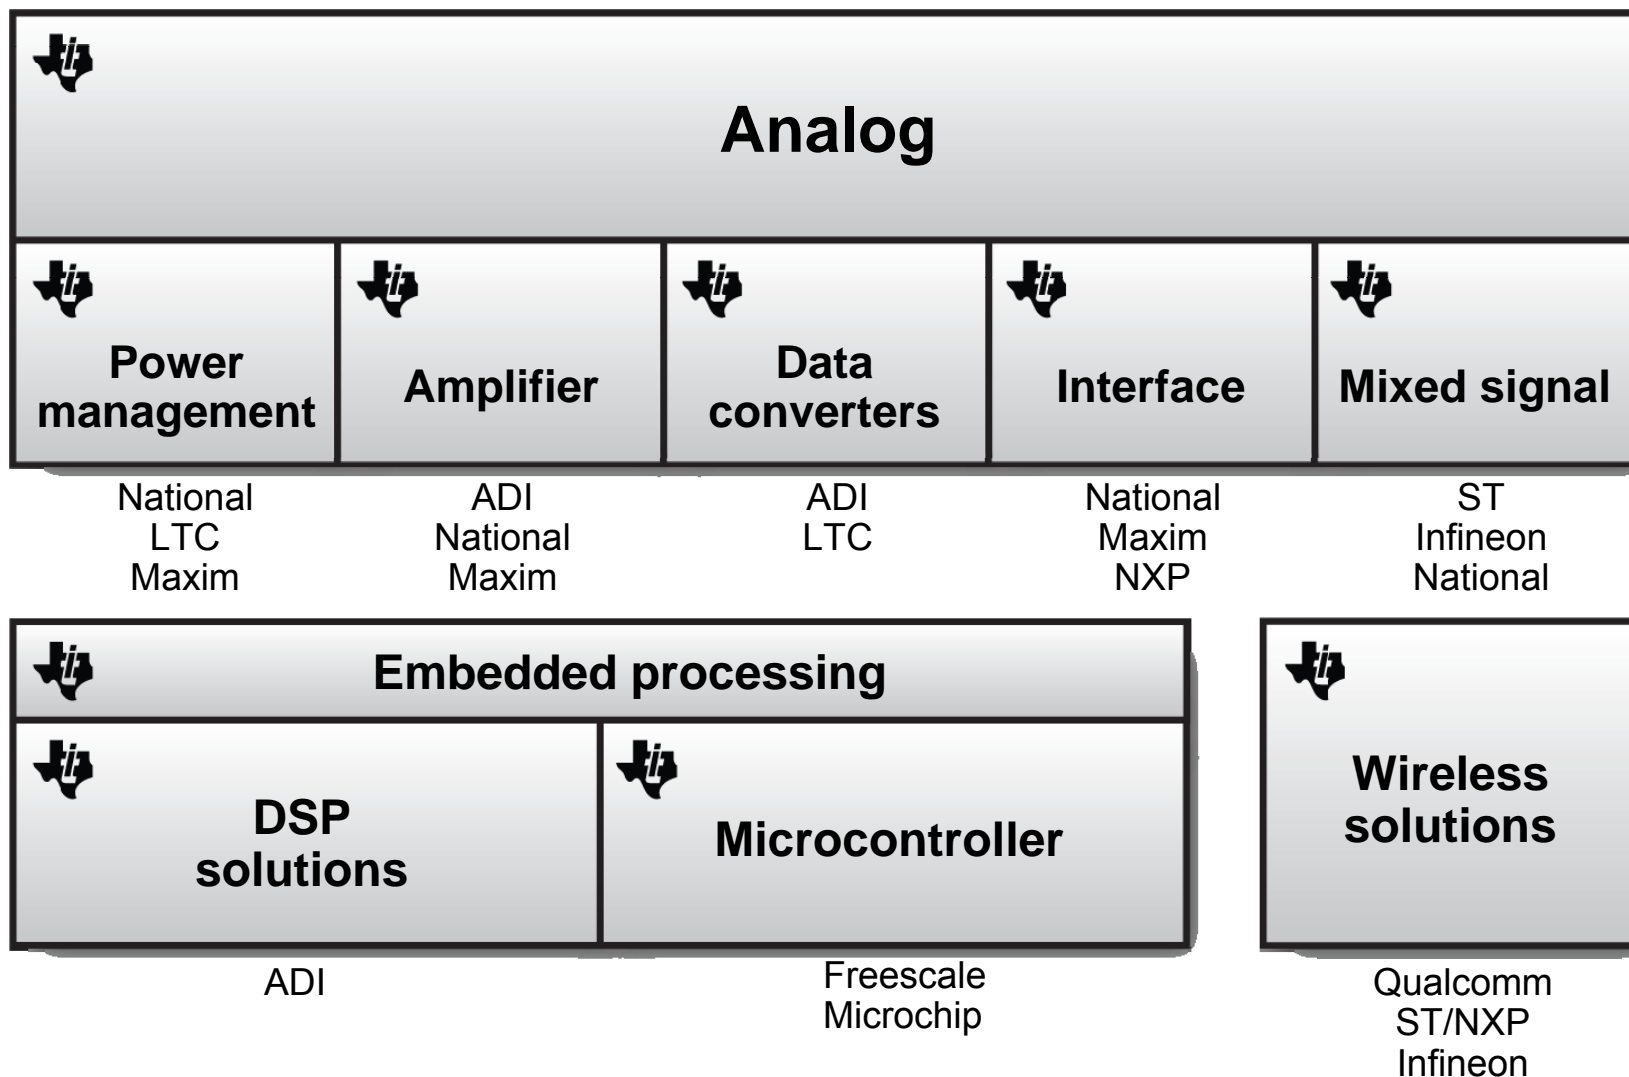 Analog
Power
management
Amplifier
Data
converters
Interface
Mixed signal
National
LTC
Maxim
ADI
National
Maxim
ADI
LTC
National
Maxim
NXP
ST
Infineon
National
Embedded processing
DSP
solutions
Microcontroller
ADI
Freescale
Microchip
Wireless
solutions
Qualcomm
ST/NXP
Infineon